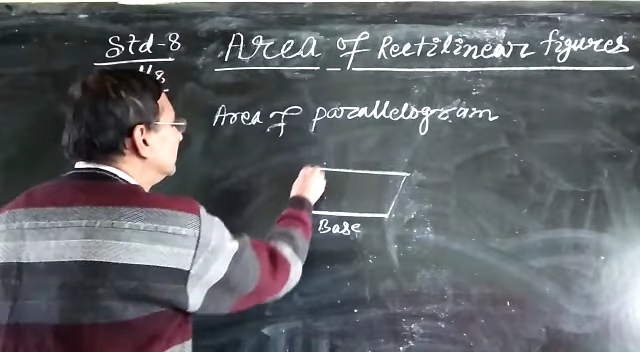 Std-8
Area of Rectilinear figures
Area of parallelogram
Base